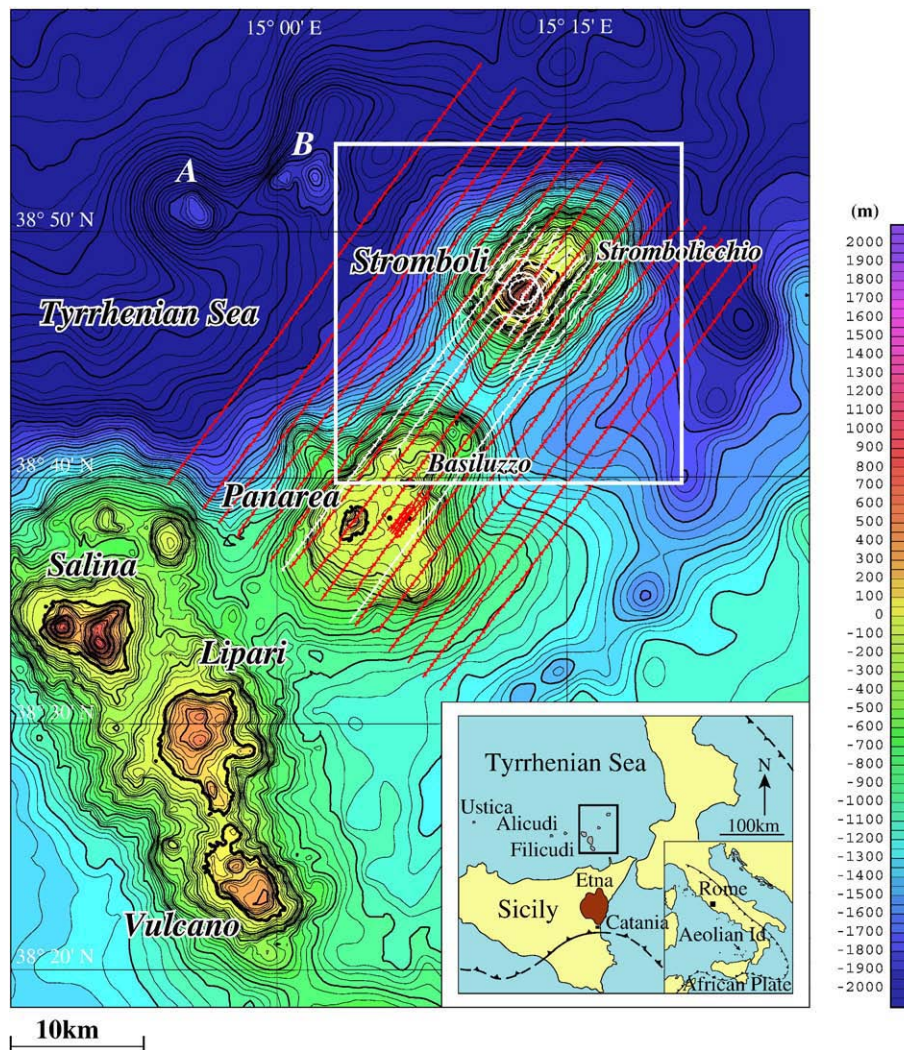 15° 00' E
15° 15' E
A
B
38° 50' N
Stromboli
Strombolicchio
Tyrrhenian Sea
38° 40' N
Basiluzzo
Panarea
Salina
Lipari
38° 30' N
Vulcano
38° 20' N
10km
Tyrrhenian Sea
N
Ustica
Alicudi
Filicudi
100km
Etna
Sicily
Catania
Rome
Aeolian Id.
African Plate
(m)
2000
2000
1900
1800
1700
1600
1500
1400
1300
1200
1100
1000
900
800
700
600
500
400
300
200
100
0
-100
-200
-300
-400
-500
-600
-700
-800
-900
-1000
-1100
-1200
-1300
-1400
-1500
-1600
-1700
-1800
-1900
-2000